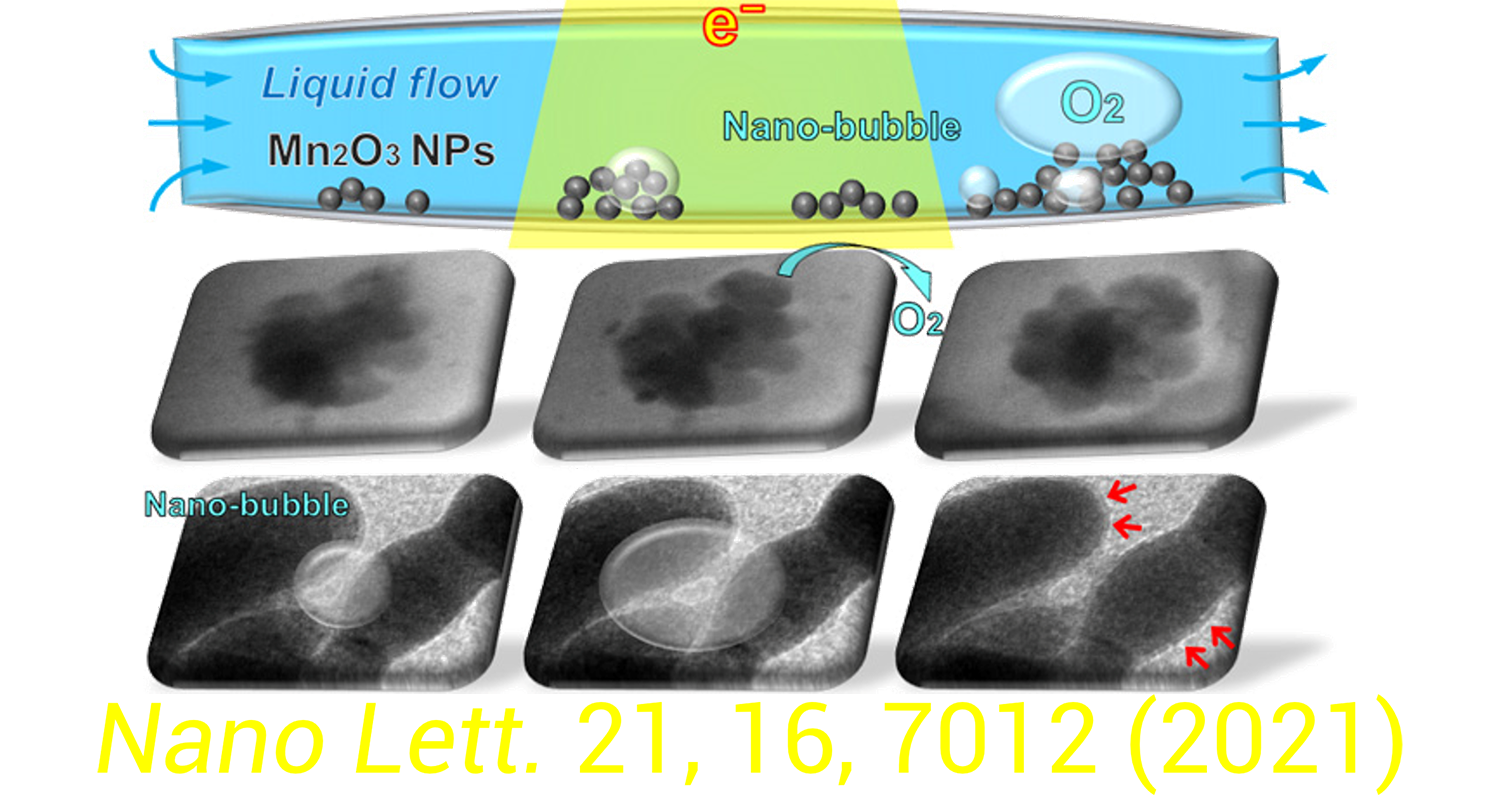 e⁻
Liquid flow
Mn₂O₃ NPs
Nano-bubble
O₂
O₂
Nano-bubble
Nano Lett. 21, 16, 7012 (2021)